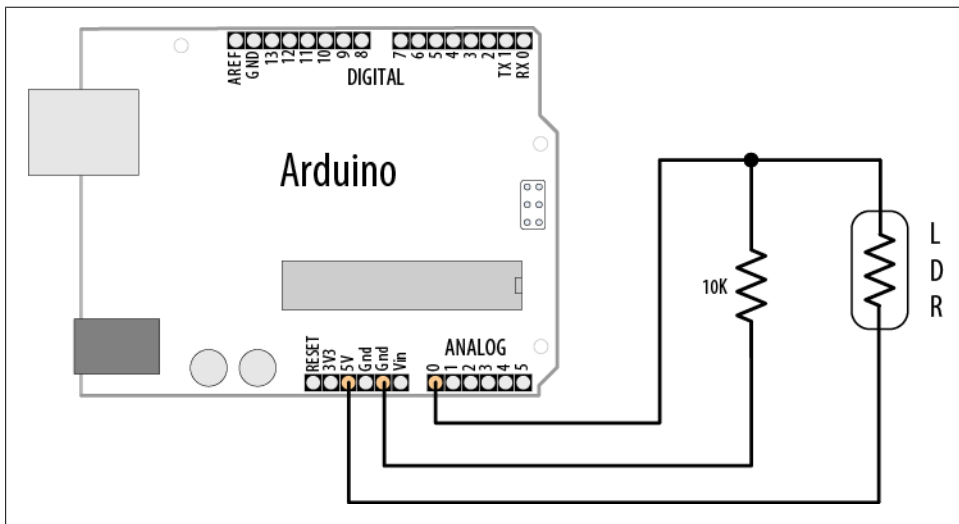 AREF
GND
13
12
11
10
9
8
7
6
5
4
3
2
TX 1
RX 0
DIGITAL
Arduino
10K
L
D
R
ANALOG
RESET
3V3
5V
Gnd
Gnd
Vin
0
1
2
3
4
5